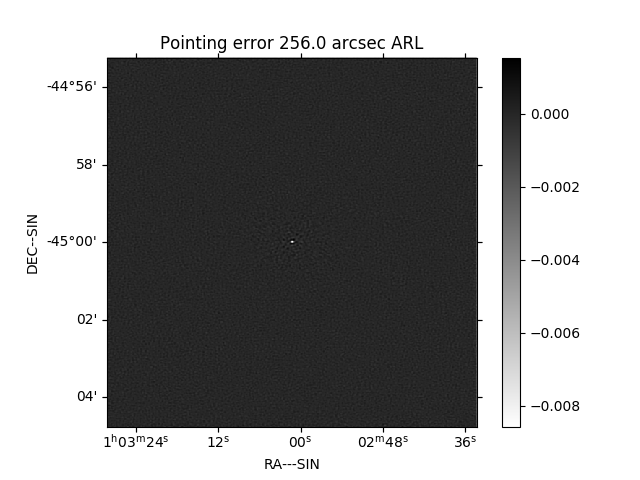 Pointing error 256.0 arcsec ARL
-44°56'
58'
-45°00'
02'
04'
1ʰ03ᵐ24ˢ 12ˢ 00ˢ 02ᵐ48ˢ 36ˢ
RA---SIN
DEC--SIN
0.000
−0.002
−0.004
−0.006
−0.008